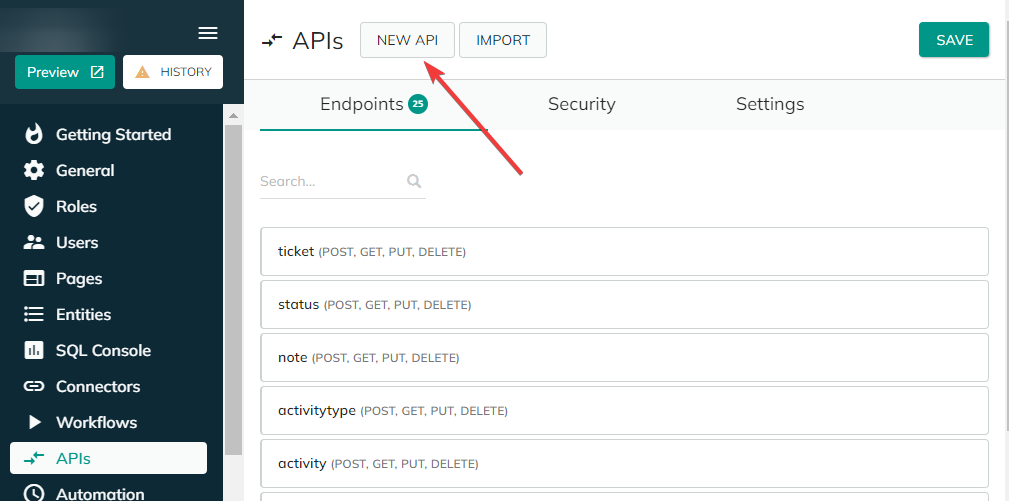 Preview
HISTORY
Getting Started
General
Roles
Users
Pages
Entities
SQL Console
Connectors
Workflows
APIs
Automation
APIs
NEW API
IMPORT
SAVE
Endpoints 25
Security
Settings
Search...
ticket (POST, GET, PUT, DELETE)
status (POST, GET, PUT, DELETE)
note (POST, GET, PUT, DELETE)
activitytype (POST, GET, PUT, DELETE)
activity (POST, GET, PUT, DELETE)